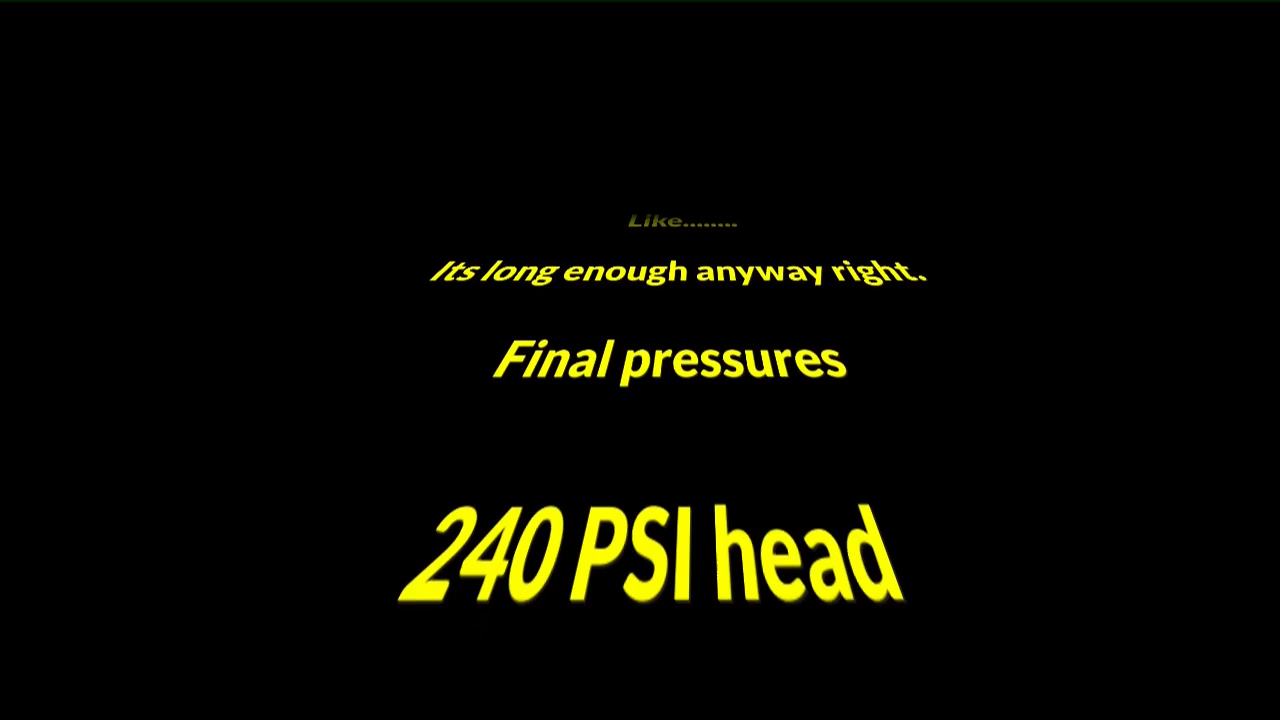 Like........
Its long enough anyway right.
Final pressures
240 PSI head